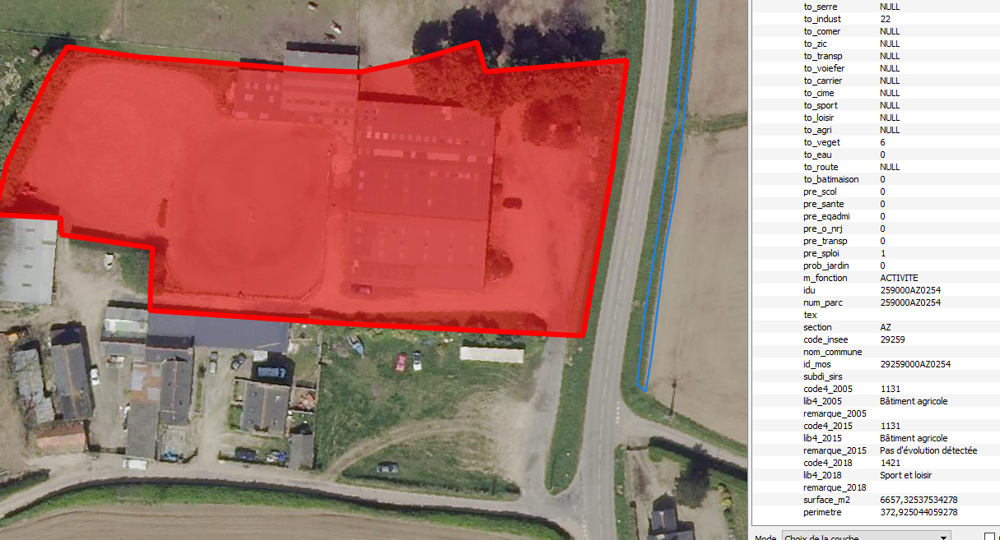 to_serre NULL
to_indust 22
to_comer NULL
to_zic NULL
to_transp NULL
to_voiefer NULL
to_carrier NULL
to_cime NULL
to_sport NULL
to_loisir NULL
to_agri NULL
to_veget 6
to_eau 0
to_route NULL
to_batimaison 0
pre_scol 0
pre_sante 0
pre_eqadmi 0
pre_o_nrj 0
pre_transp 0
pre_sploi 1
prob_jardin 0
m_fonction ACTIVITE
idu 259000AZ0254
num_parc 259000AZ0254
tex
section AZ
code_insee 29259
nom_commune
id_mos 29259000AZ0254
subdi_sirs
code4_2005 1131
lib4_2005 Bâtiment agricole
remarque_2005
code4_2015 1131
lib4_2015 Bâtiment agricole
remarque_2015 Pas d'évolution détectée
code4_2018 1421
lib4_2018 Sport et loisir
remarque_2018
surface_m2 6657,32537534278
perimetre 372,925044059278
Mode Choix de la couche